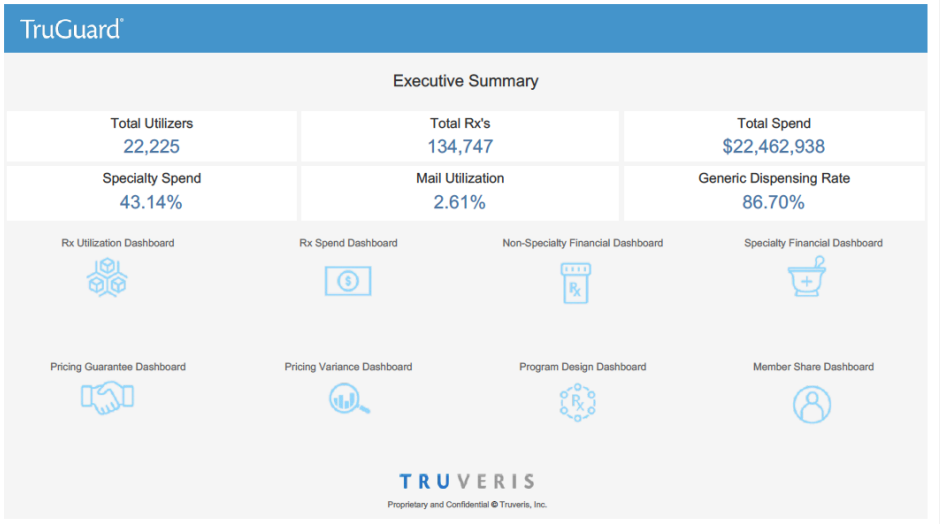 TruGuard®
Executive Summary
Total Utilizers
22,225
Total Rx's
134,747
Total Spend
$22,462,938
Specialty Spend
43.14%
Mail Utilization
2.61%
Generic Dispensing Rate
86.70%
Rx Utilization Dashboard
Rx Spend Dashboard
$
Non-Specialty Financial Dashboard
Rx
Specialty Financial Dashboard
Pricing Guarantee Dashboard
Pricing Variance Dashboard
Program Design Dashboard
Rx
Member Share Dashboard
TRUVERIS
Proprietary and Confidential © Truveris, Inc.